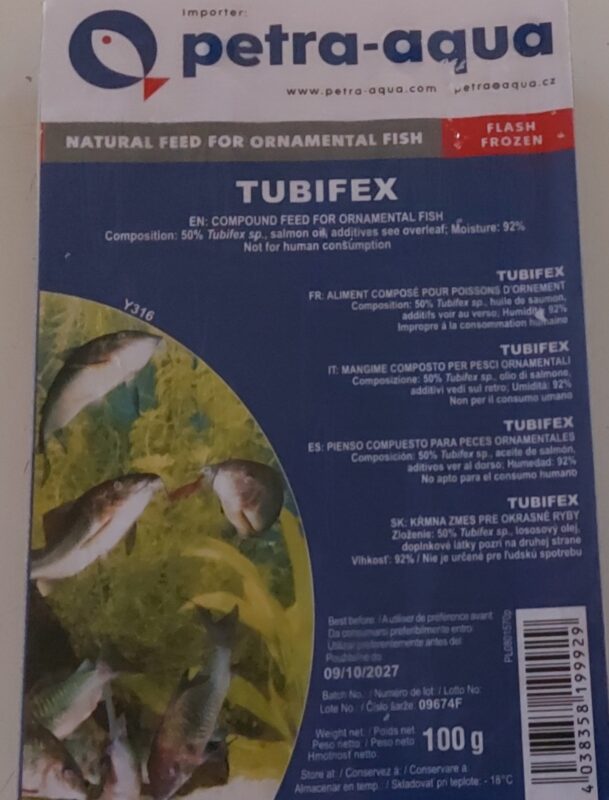 Importer:
petra-aqua
www.petra-aqua.com petra@aqua.cz
NATURAL FEED FOR ORNAMENTAL FISH
FLASH
FROZEN
TUBIFEX
EN: COMPOUND FEED FOR ORNAMENTAL FISH
Composition: 50% Tubifex sp., salmon oil, additives see overleaf; Moisture: 92%
Not for human consumption
Y316
TUBIFEX
FR: ALIMENT COMPOSÉ POUR POISSONS D'ORNEMENT
Composition: 50% Tubifex sp., huile de saumon,
additifs voir au verso; Humidité 92%
Impropre à la consommation humaine
TUBIFEX
IT: MANGIME COMPOSTO PER PESCI ORNAMENTALI
Composizione: 50% Tubifex sp., olio di salmone,
additivi vedi sul retro; Umidità: 92%
Non per il consumo umano
TUBIFEX
ES: PIENSO COMPUESTO PARA PECES ORNAMENTALES
Composición: 50% Tubifex sp., aceite de salmón,
aditivos ver al dorso; Humedad: 92%
No apto para el consumo humano
TUBIFEX
SK: KŔMNA ZMES PRE OKRASNÉ RYBY
Zloženie: 50% Tubifex sp., lososový olej,
doplnkové látky pozri na druhej strane
Vlhkosť: 92% / Nie je určené pre ľudskú spotrebu
Best before: / A utiliser de préférence avant
Da consumarsi preferibilmente entro:
Utilizar preferentemente antes del
Použiteľné do:
09/10/2027
Batch No.: / Numéro de lot: / Lotto No:
Lote No.: / Číslo šarže: 09674F
Weight net: / Poids net
Peso netto: / Peso neto
Hmotnosť netto:
100 g
Store at: / Conservez à: / Conservare a:
Almacenar en temp.: / Skladovať pri teplote: - 18°C
PL0801570p
4 038358 199929